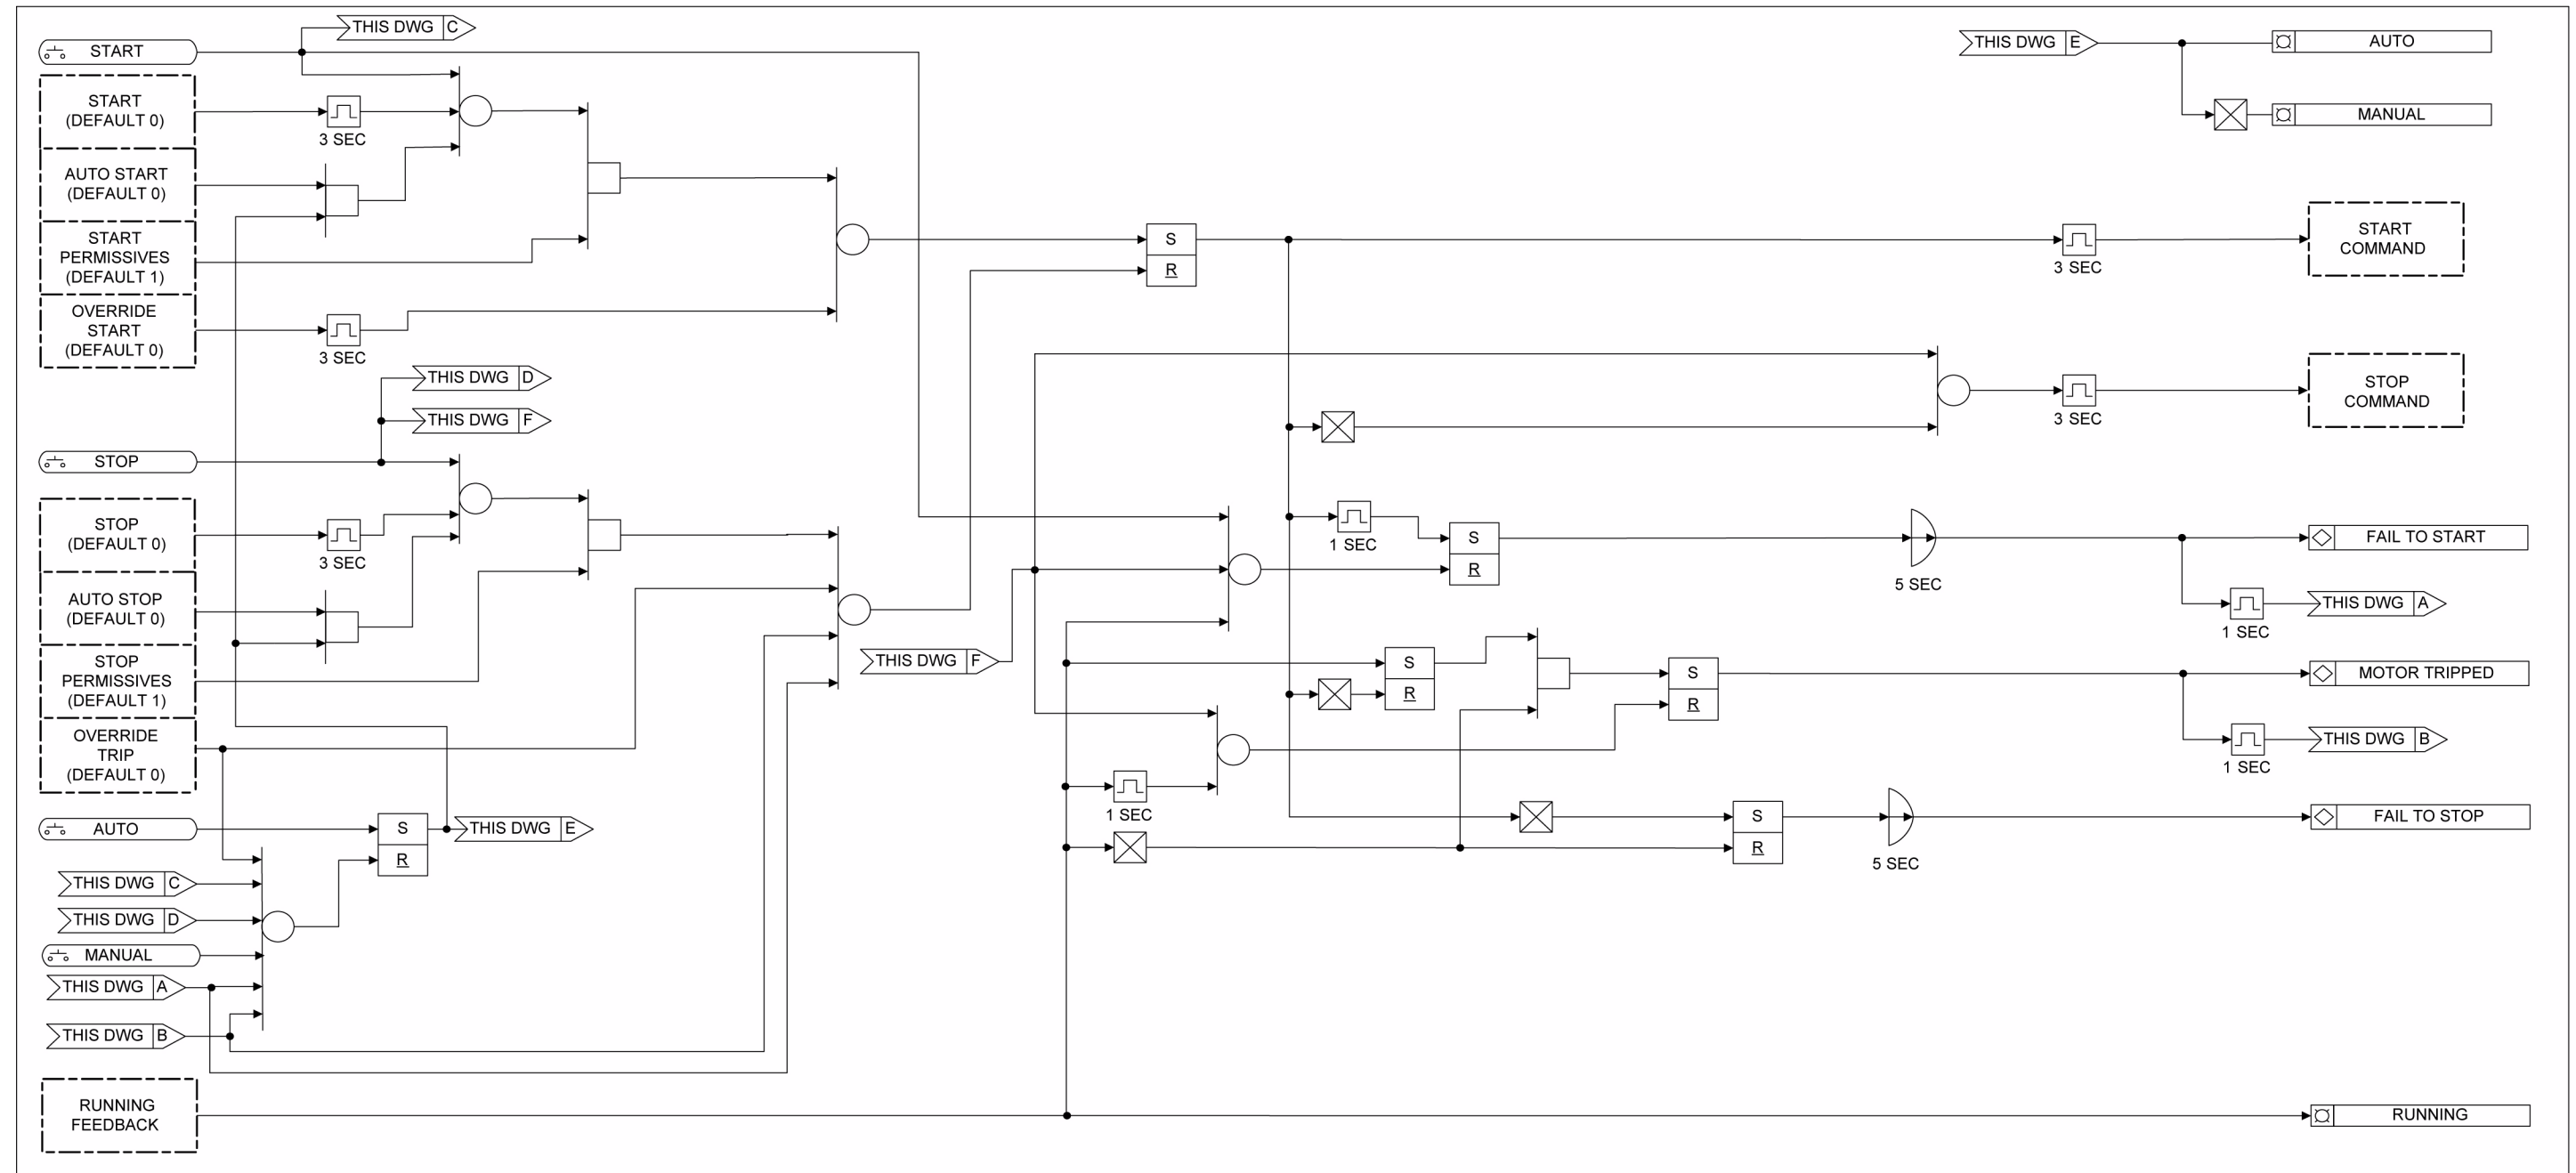 THIS DWG C
START
START
(DEFAULT 0)
3 SEC
AUTO START
(DEFAULT 0)
START
PERMISSIVES
(DEFAULT 1)
OVERRIDE
START
(DEFAULT 0)
3 SEC
THIS DWG D
THIS DWG F
STOP
STOP
(DEFAULT 0)
3 SEC
AUTO STOP
(DEFAULT 0)
STOP
PERMISSIVES
(DEFAULT 1)
OVERRIDE
TRIP
(DEFAULT 0)
AUTO
S
R
THIS DWG E
THIS DWG C
THIS DWG D
MANUAL
THIS DWG A
THIS DWG B
RUNNING
FEEDBACK
THIS DWG F
S
R
1 SEC
S
R
5 SEC
S
R
S
R
1 SEC
S
R
5 SEC
THIS DWG E
AUTO
MANUAL
3 SEC
START
COMMAND
3 SEC
STOP
COMMAND
FAIL TO START
1 SEC
THIS DWG A
MOTOR TRIPPED
1 SEC
THIS DWG B
FAIL TO STOP
RUNNING